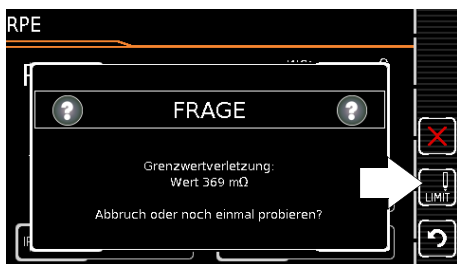 RPE
FRAGE
Grenzwertverletzung:
Wert 369 mΩ
Abbruch oder noch einmal probieren?
LIMIT